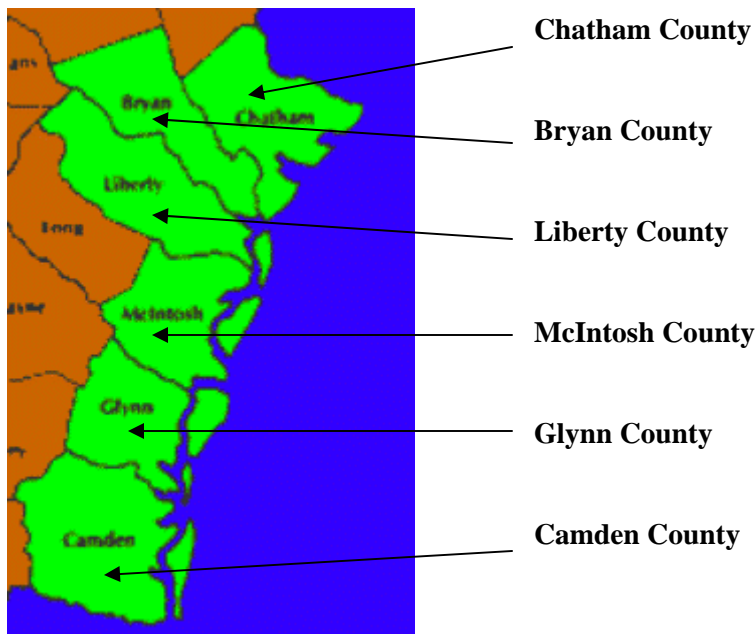 Chatham County
Bryan County
Liberty County
McIntosh County
Glynn County
Camden County
Bryan
Chatham
Liberty
Long
McIntosh
Glynn
Camden